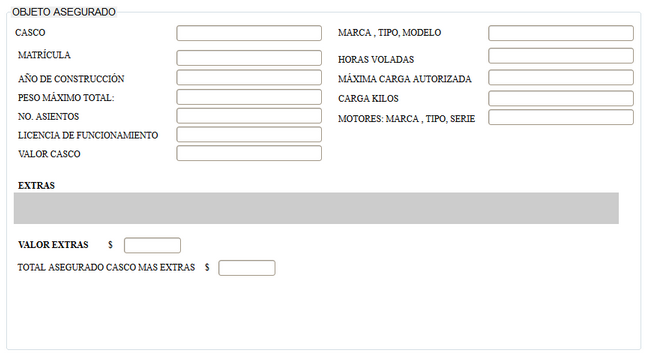 OBJETO ASEGURADO
CASCO
MARCA , TIPO, MODELO
MATRÍCULA
HORAS VOLADAS
AÑO DE CONSTRUCCIÓN
MÁXIMA CARGA AUTORIZADA
PESO MÁXIMO TOTAL:
CARGA KILOS
NO. ASIENTOS
MOTORES: MARCA , TIPO, SERIE
LICENCIA DE FUNCIONAMIENTO
VALOR CASCO
EXTRAS
VALOR EXTRAS $
TOTAL ASEGURADO CASCO MAS EXTRAS $